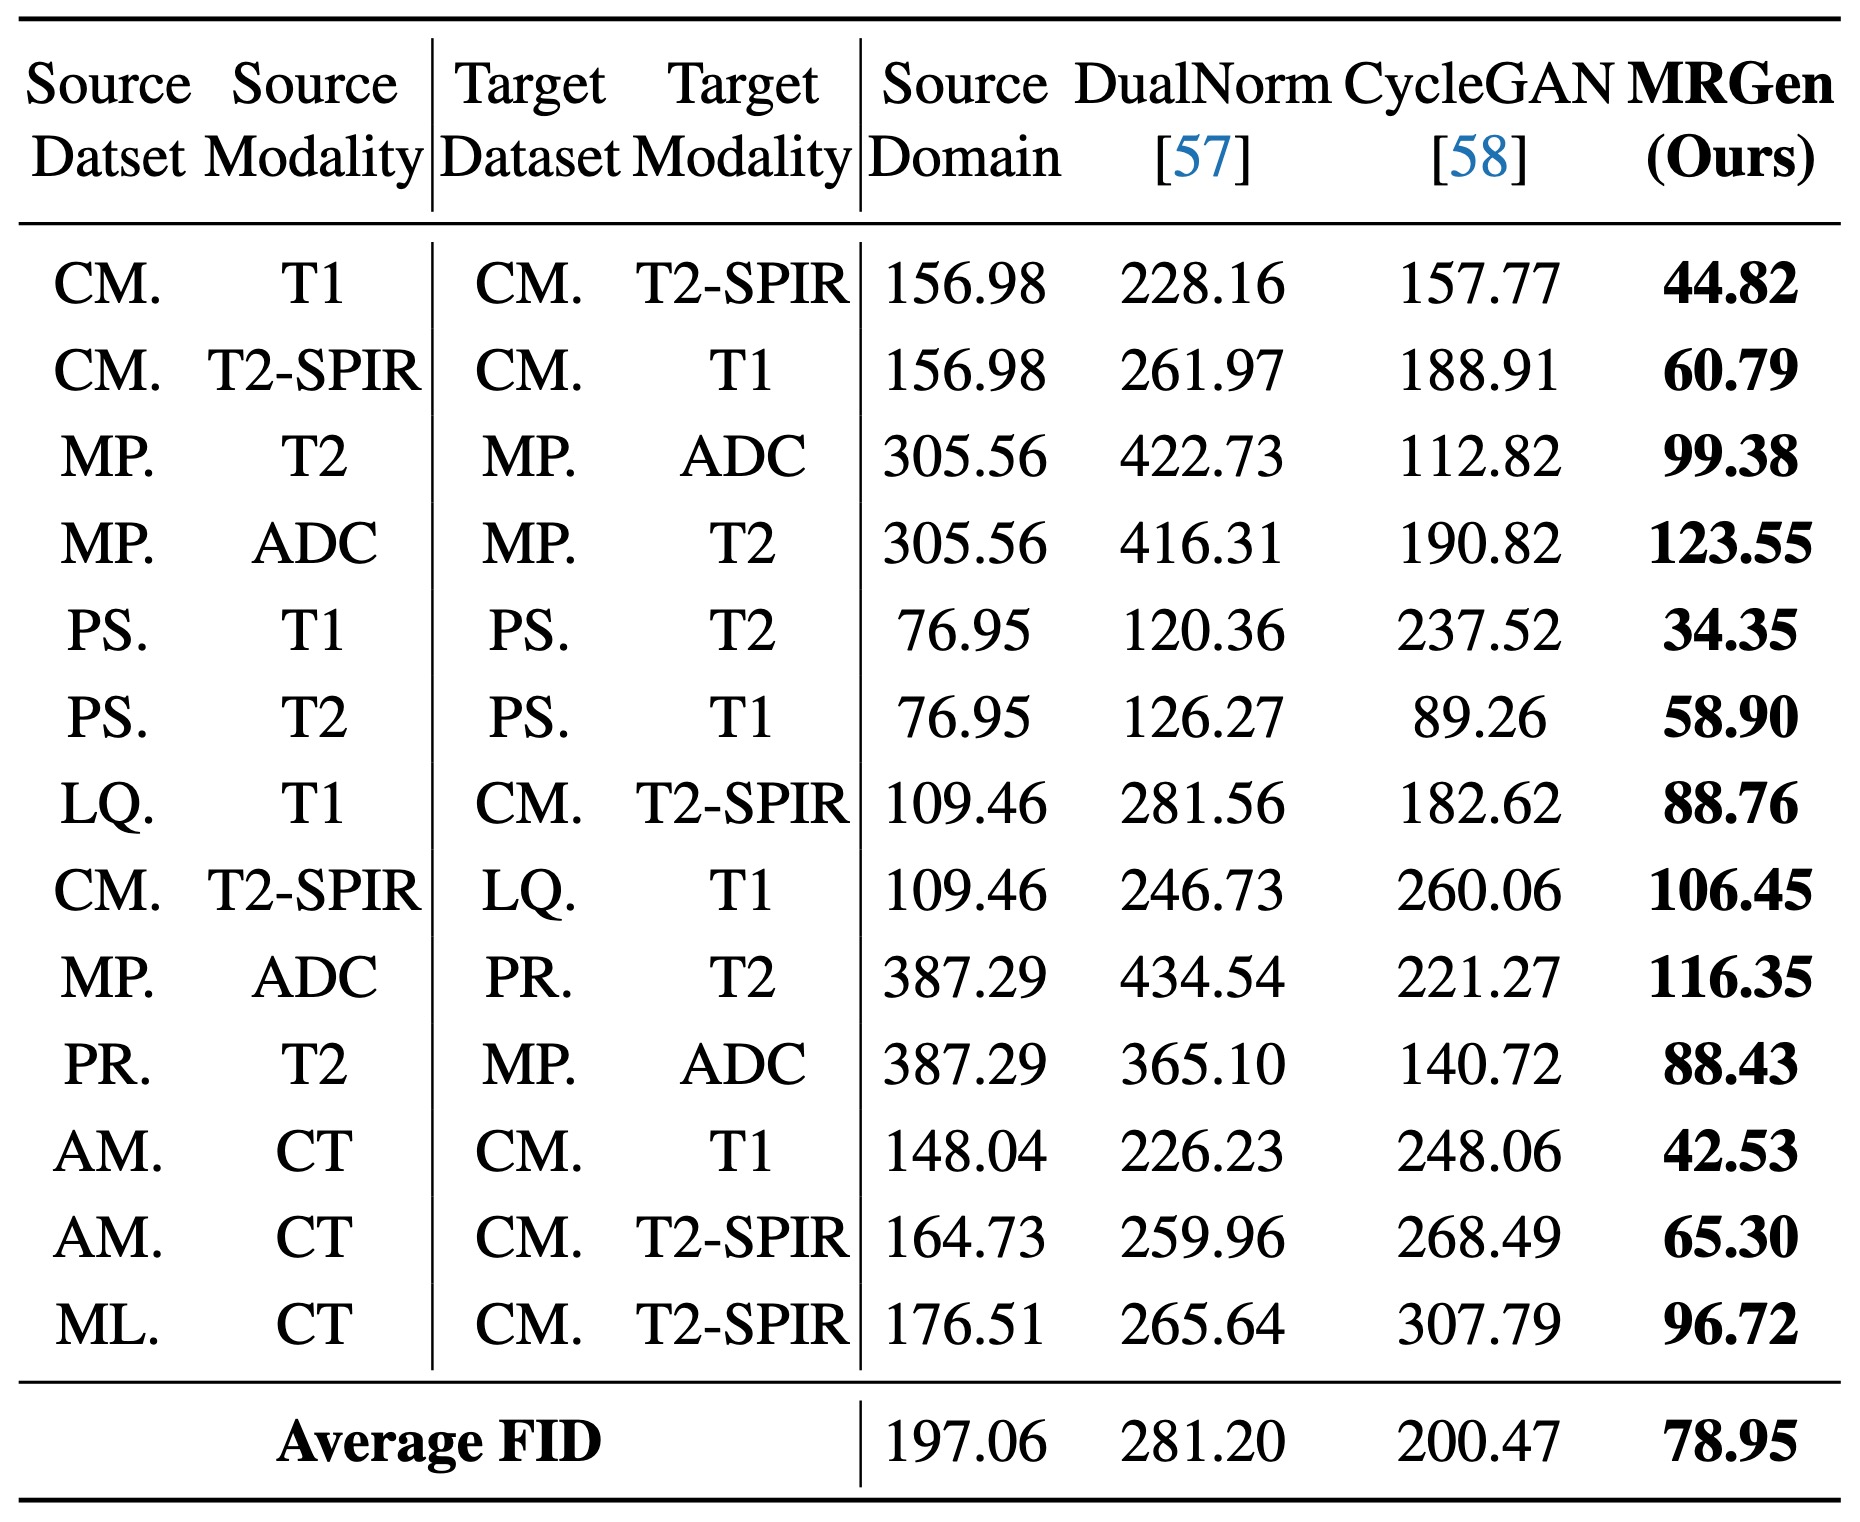 Source Source Target Target Source DualNorm CycleGAN MRGen
Datset Modality Dataset Modality Domain [57] [58] (Ours)
CM. T1 CM. T2-SPIR 156.98 228.16 157.77 44.82
CM. T2-SPIR CM. T1 156.98 261.97 188.91 60.79
MP. T2 MP. ADC 305.56 422.73 112.82 99.38
MP. ADC MP. T2 305.56 416.31 190.82 123.55
PS. T1 PS. T2 76.95 120.36 237.52 34.35
PS. T2 PS. T1 76.95 126.27 89.26 58.90
LQ. T1 CM. T2-SPIR 109.46 281.56 182.62 88.76
CM. T2-SPIR LQ. T1 109.46 246.73 260.06 106.45
MP. ADC PR. T2 387.29 434.54 221.27 116.35
PR. T2 MP. ADC 387.29 365.10 140.72 88.43
AM. CT CM. T1 148.04 226.23 248.06 42.53
AM. CT CM. T2-SPIR 164.73 259.96 268.49 65.30
ML. CT CM. T2-SPIR 176.51 265.64 307.79 96.72
Average FID 197.06 281.20 200.47 78.95